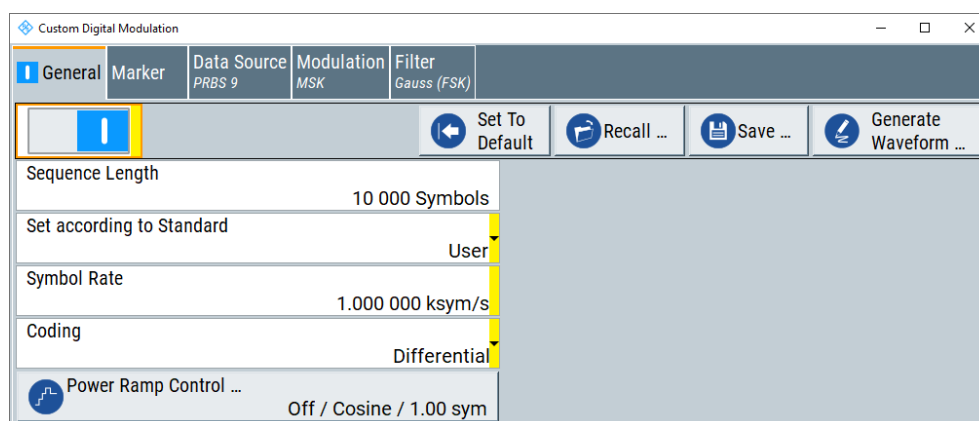 Custom Digital Modulation
General
Marker
Data Source
PRBS 9
Modulation
MSK
Filter
Gauss (FSK)
Set To
Default
Recall ...
Save ...
Generate
Waveform ...
Sequence Length
10 000 Symbols
Set according to Standard
User
Symbol Rate
1.000 000 ksym/s
Coding
Differential
Power Ramp Control ...
Off / Cosine / 1.00 sym